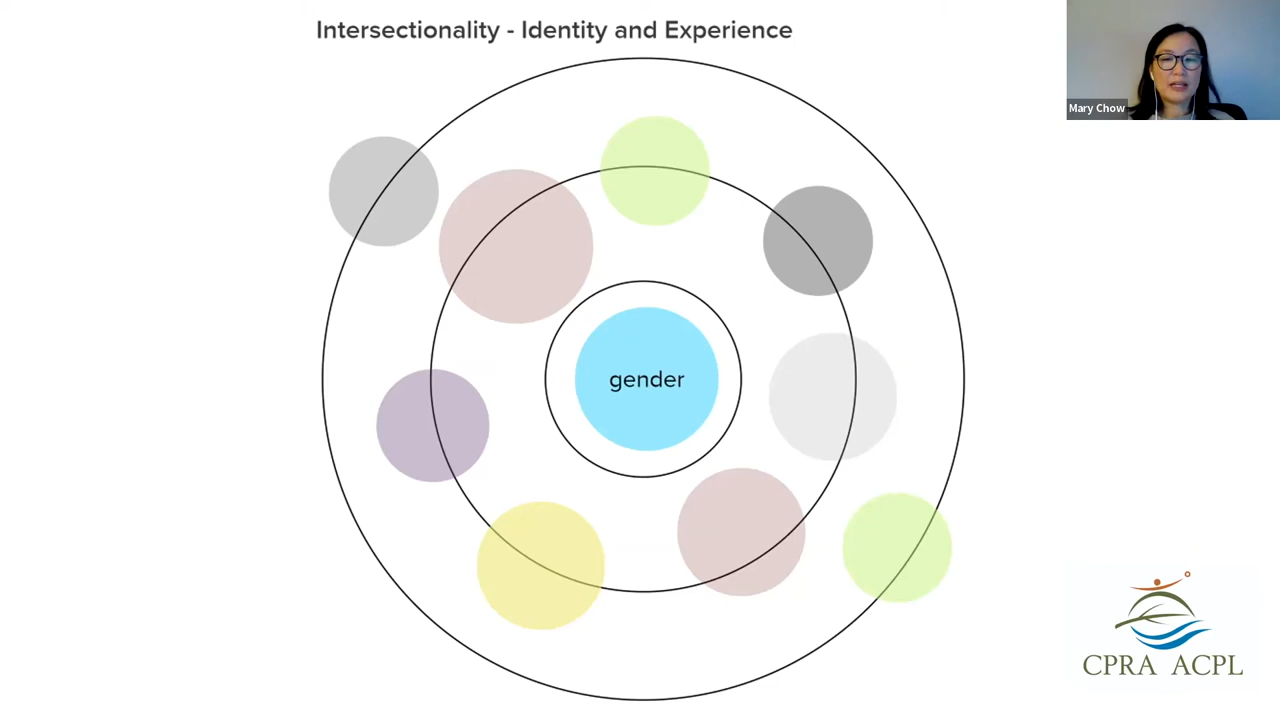 Intersectionality - Identity and Experience
Mary Chow
gender
CPRA ACPL